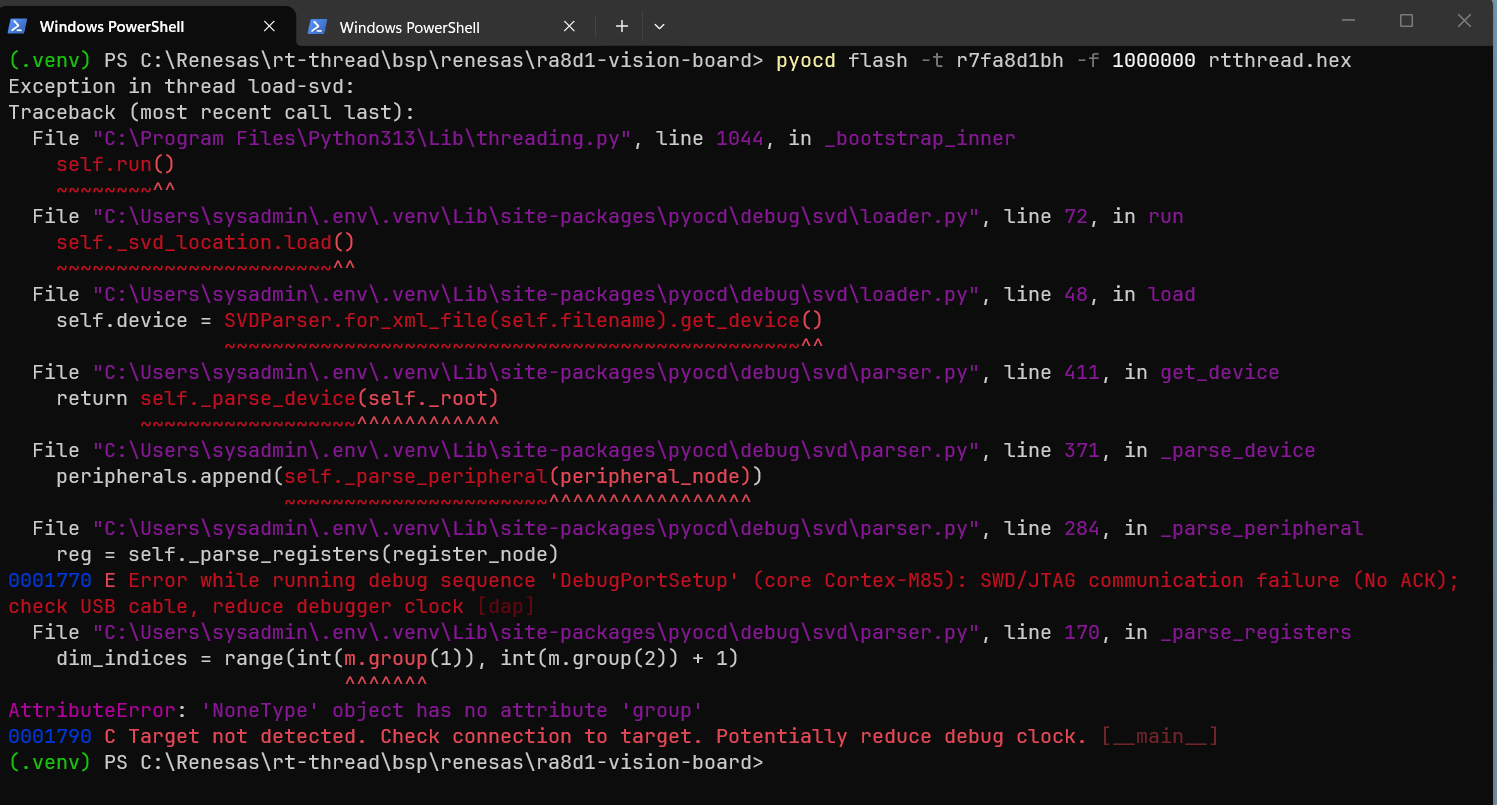 Windows PowerShell
Windows PowerShell
(.venv) PS C:\Renesas\rt-thread\bsp\renesas\ra8d1-vision-board> pyocd flash -t r7fa8d1bh -f 1000000 rtthread.hex
Exception in thread load-svd:
Traceback (most recent call last):
  File "C:\Program Files\Python313\Lib\threading.py", line 1044, in _bootstrap_inner
    self.run()
    ~~~~~~~~^^
  File "C:\Users\sysadmin\.env\.venv\Lib\site-packages\pyocd\debug\svd\loader.py", line 72, in run
    self._svd_location.load()
    ~~~~~~~~~~~~~~~~~~~~~~~^^
  File "C:\Users\sysadmin\.env\.venv\Lib\site-packages\pyocd\debug\svd\loader.py", line 48, in load
    self.device = SVDParser.for_xml_file(self.filename).get_device()
                  ~~~~~~~~~~~~~~~~~~~~~~~~~~~~~~~~~~~~~~~~~~~~~~~~^^
  File "C:\Users\sysadmin\.env\.venv\Lib\site-packages\pyocd\debug\svd\parser.py", line 411, in get_device
    return self._parse_device(self._root)
           ~~~~~~~~~~~~~~~~~~^^^^^^^^^^^^
  File "C:\Users\sysadmin\.env\.venv\Lib\site-packages\pyocd\debug\svd\parser.py", line 371, in _parse_device
    peripherals.append(self._parse_peripheral(peripheral_node))
                       ~~~~~~~~~~~~~~~~~~~~~~^^^^^^^^^^^^^^^^^
  File "C:\Users\sysadmin\.env\.venv\Lib\site-packages\pyocd\debug\svd\parser.py", line 284, in _parse_peripheral
    reg = self._parse_registers(register_node)
0001770 E Error while running debug sequence 'DebugPortSetup' (core Cortex-M85): SWD/JTAG communication failure (No ACK);
check USB cable, reduce debugger clock [dap]
  File "C:\Users\sysadmin\.env\.venv\Lib\site-packages\pyocd\debug\svd\parser.py", line 170, in _parse_registers
    dim_indices = range(int(m.group(1)), int(m.group(2)) + 1)
                            ^^^^^^^
AttributeError: 'NoneType' object has no attribute 'group'
0001790 C Target not detected. Check connection to target. Potentially reduce debug clock. [__main__]
(.venv) PS C:\Renesas\rt-thread\bsp\renesas\ra8d1-vision-board>